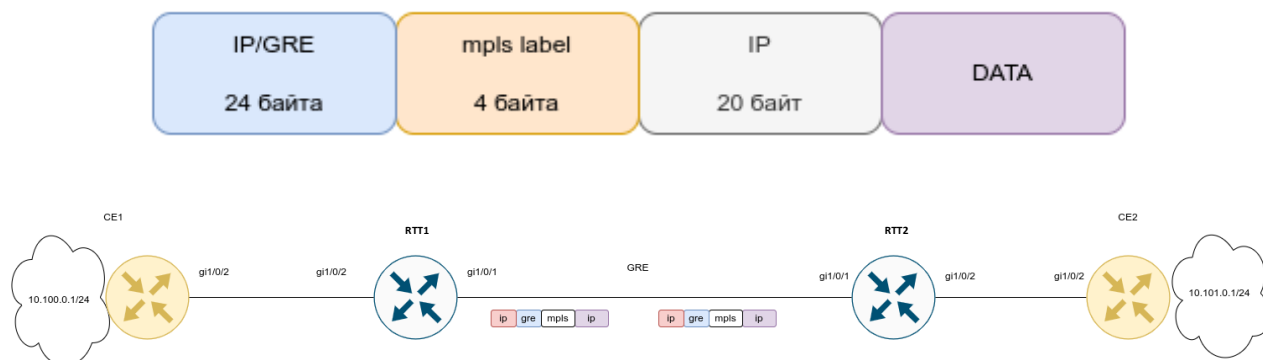 IP/GRE
24 байта
mpls label
4 байта
IP
20 байт
DATA
CE1
RTT1
RTT2
CE2
gi1/0/2
gi1/0/2
gi1/0/1
GRE
gi1/0/1
gi1/0/2
gi1/0/2
10.100.0.1/24
10.101.0.1/24
ip gre mpls ip
ip gre mpls ip